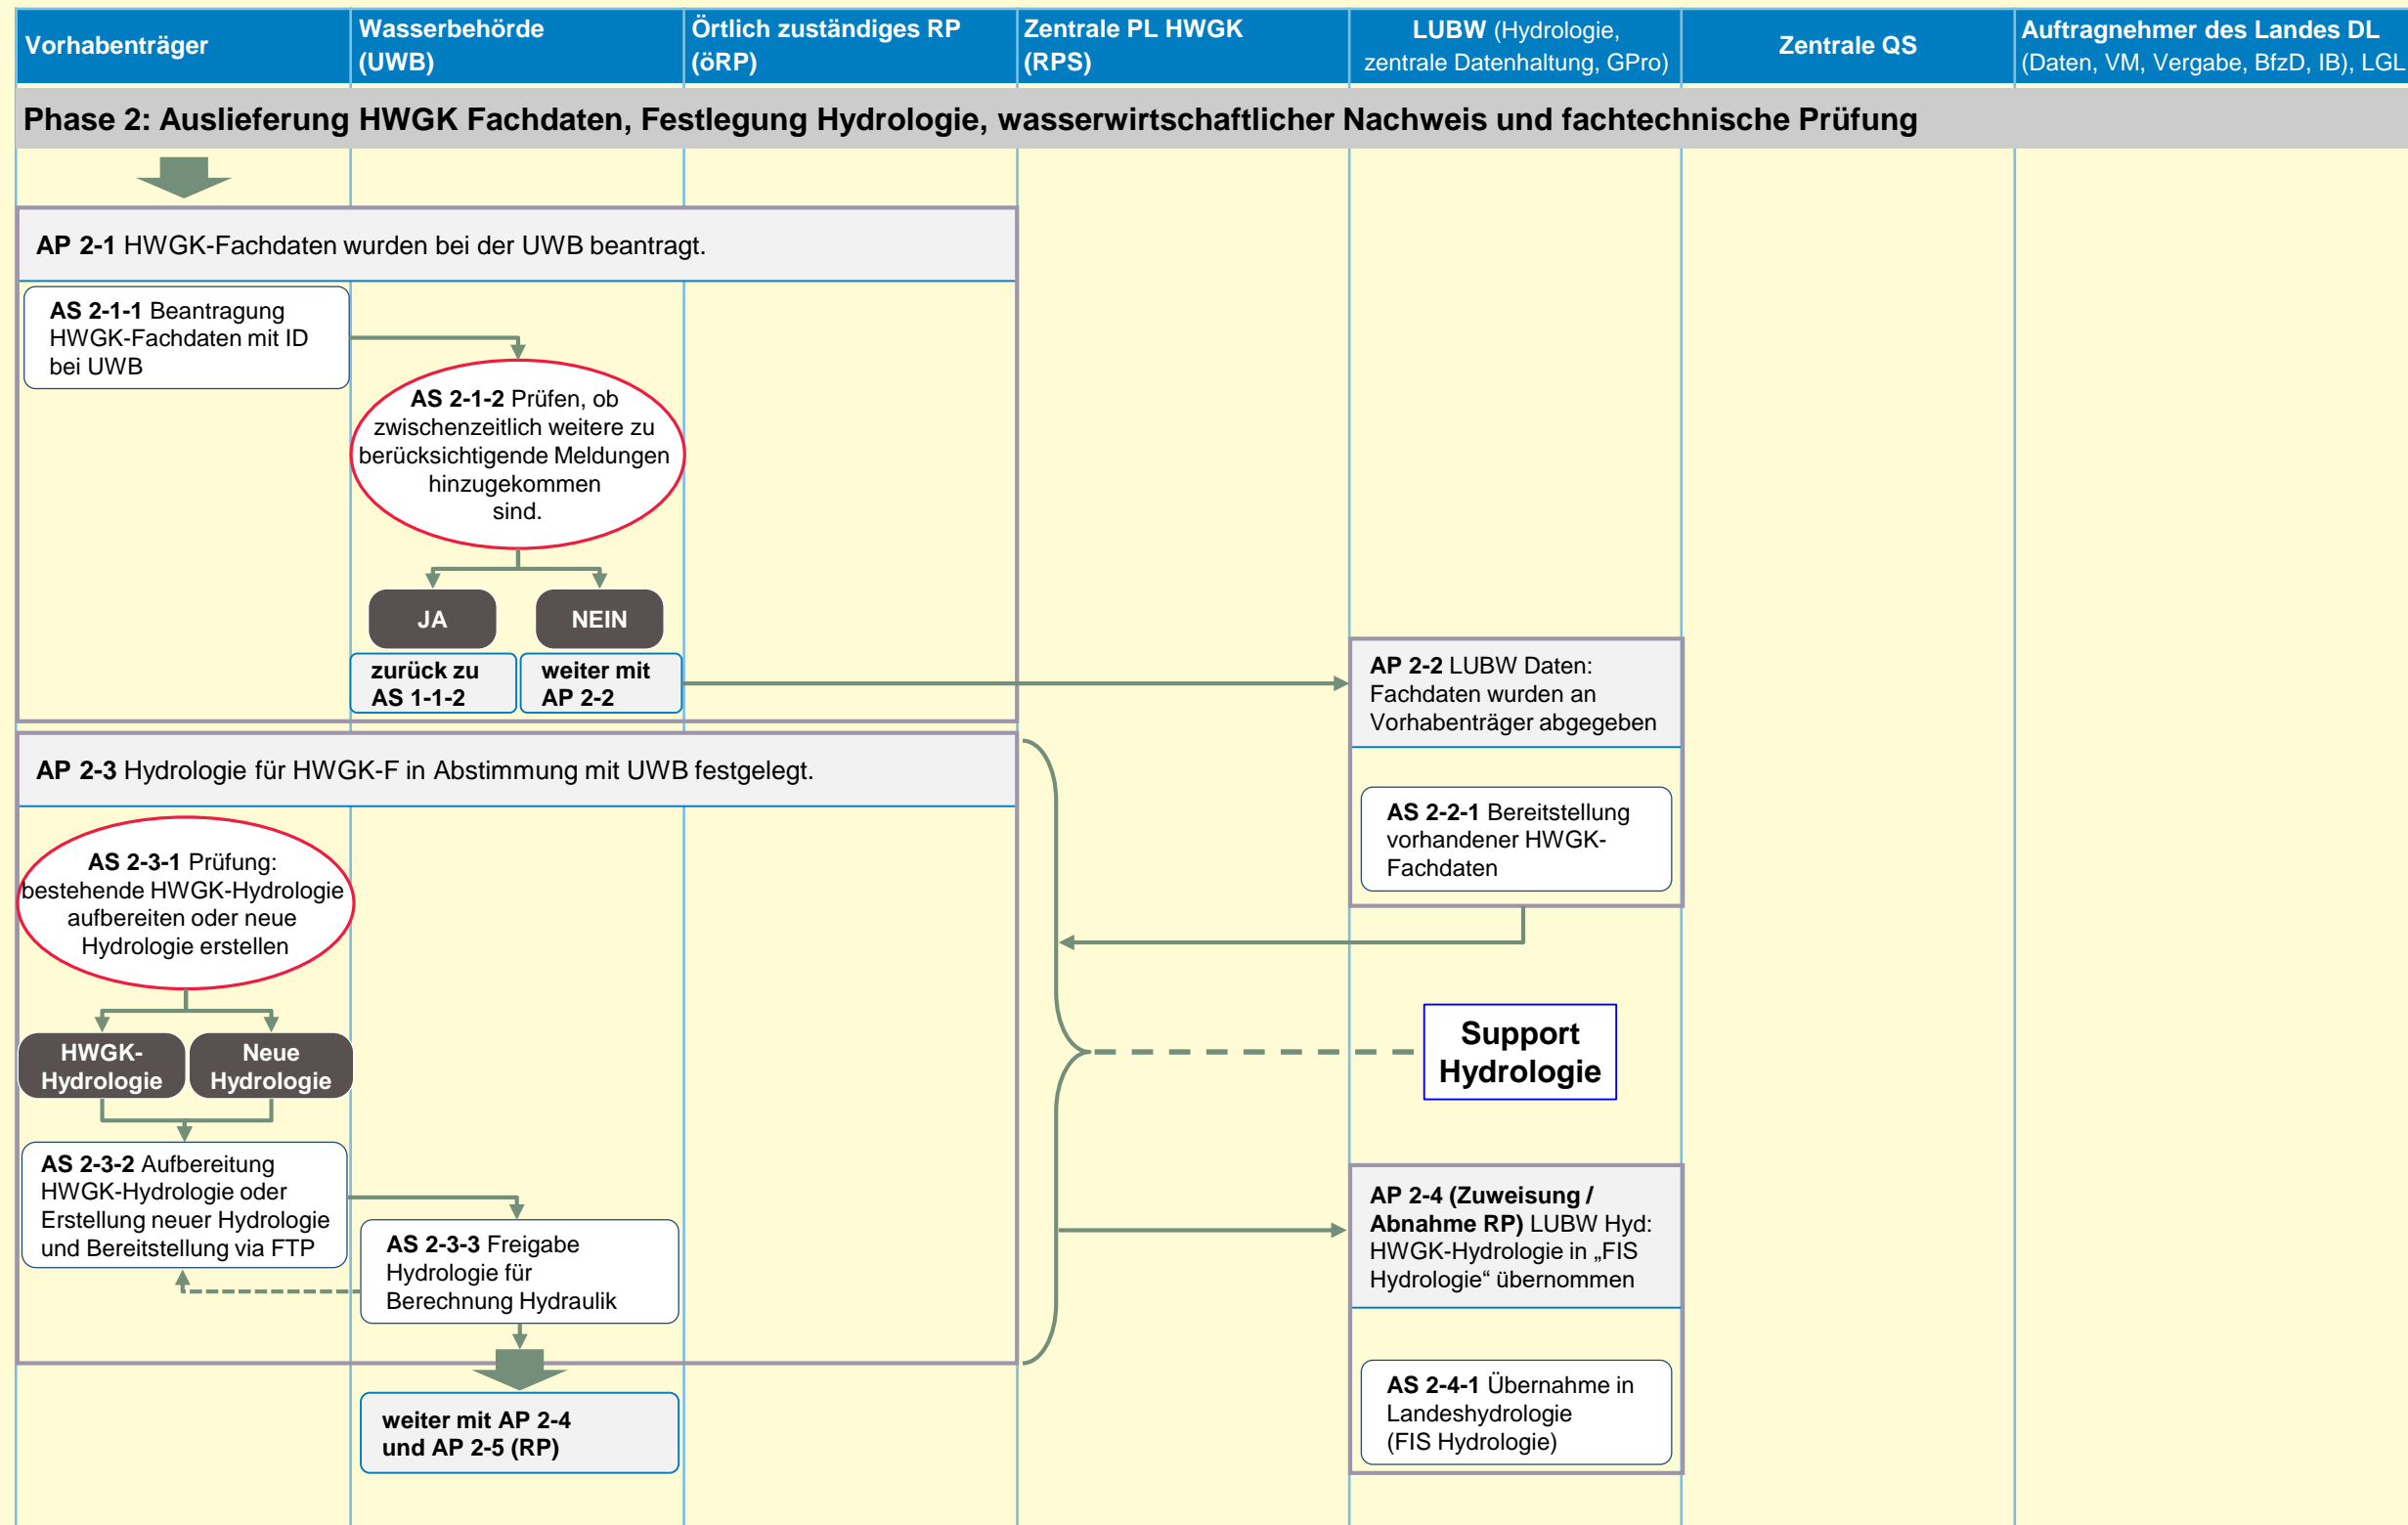 Vorhabenträger
Wasserbehörde
(UWB)
Örtlich zuständiges RP
(öRP)
Zentrale PL HWGK
(RPS)
LUBW (Hydrologie,
zentrale Datenhaltung, GPro)
Zentrale QS
Auftragnehmer des Landes DL
(Daten, VM, Vergabe, BfzD, IB), LGL
Phase 2: Auslieferung HWGK Fachdaten, Festlegung Hydrologie, wasserwirtschaftlicher Nachweis und fachtechnische Prüfung
AP 2-1 HWGK-Fachdaten wurden bei der UWB beantragt.
AS 2-1-1 Beantragung
HWGK-Fachdaten mit ID
bei UWB
AS 2-1-2 Prüfen, ob
zwischenzeitlich weitere zu
berücksichtigende Meldungen
hinzugekommen
sind.
JA
NEIN
zurück zu
AS 1-1-2
weiter mit
AP 2-2
AP 2-2 LUBW Daten:
Fachdaten wurden an
Vorhabenträger abgegeben
AS 2-2-1 Bereitstellung
vorhandener HWGK-
Fachdaten
AP 2-3 Hydrologie für HWGK-F in Abstimmung mit UWB festgelegt.
AS 2-3-1 Prüfung:
bestehende HWGK-Hydrologie
aufbereiten oder neue
Hydrologie erstellen
HWGK-
Hydrologie
Neue
Hydrologie
Support
Hydrologie
AS 2-3-2 Aufbereitung
HWGK-Hydrologie oder
Erstellung neuer Hydrologie
und Bereitstellung via FTP
AS 2-3-3 Freigabe
Hydrologie für
Berechnung Hydraulik
weiter mit AP 2-4
und AP 2-5 (RP)
AP 2-4 (Zuweisung /
Abnahme RP) LUBW Hyd:
HWGK-Hydrologie in „FIS
Hydrologie“ übernommen
AS 2-4-1 Übernahme in
Landeshydrologie
(FIS Hydrologie)